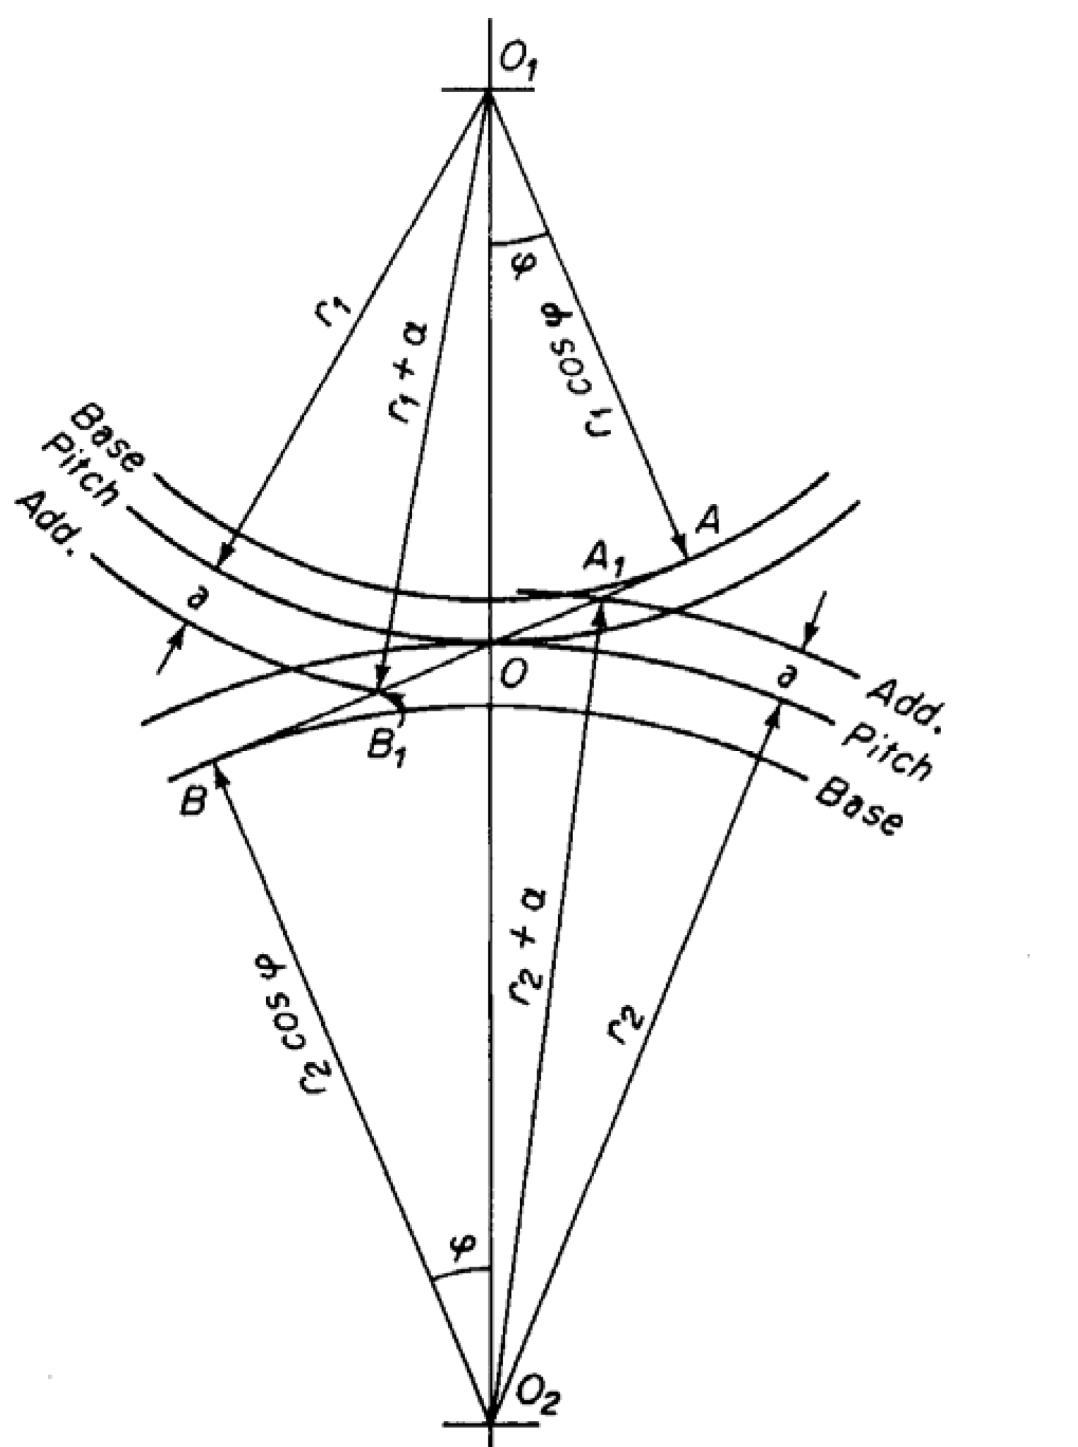 O1
φ
r1
r1 + a
r1 cos φ
Base
Pitch
Add.
A
A1
a
a
O
B1
B
Add.
Pitch
Base
r2 + a
r2
r2 cos φ
φ
O2